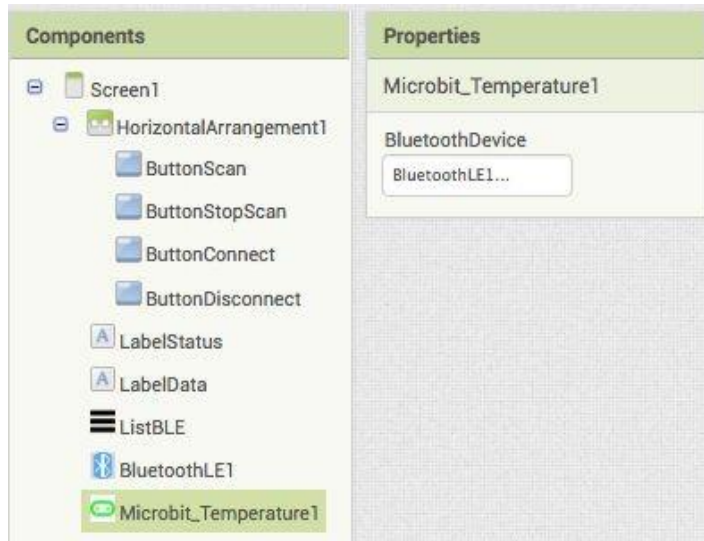 Components
Screen1
HorizontalArrangement1
ButtonScan
ButtonStopScan
ButtonConnect
ButtonDisconnect
A LabelStatus
A LabelData
ListBLE
BluetoothLE1
Microbit_Temperature1
Properties
Microbit_Temperature1
BluetoothDevice
BluetoothLE1...